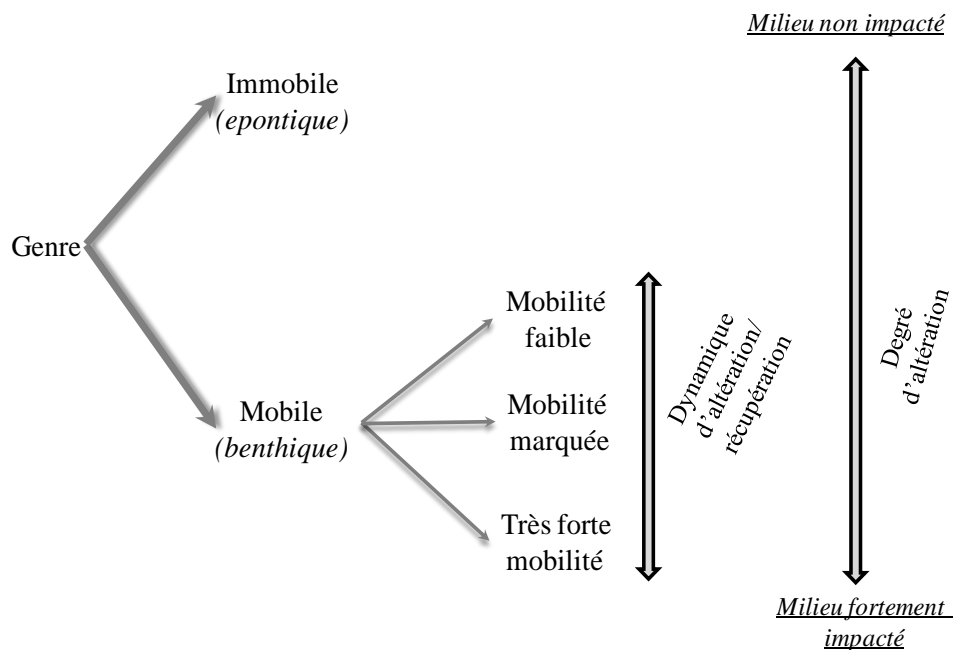 Milieu non impacté
Immobile
(epontique)
Genre
Mobile
(benthique)
Mobilité
faible
Mobilité
marquée
Très forte
mobilité
Dynamique
d'altération/
récupération
Degré
d'altération
Milieu fortement
impacté